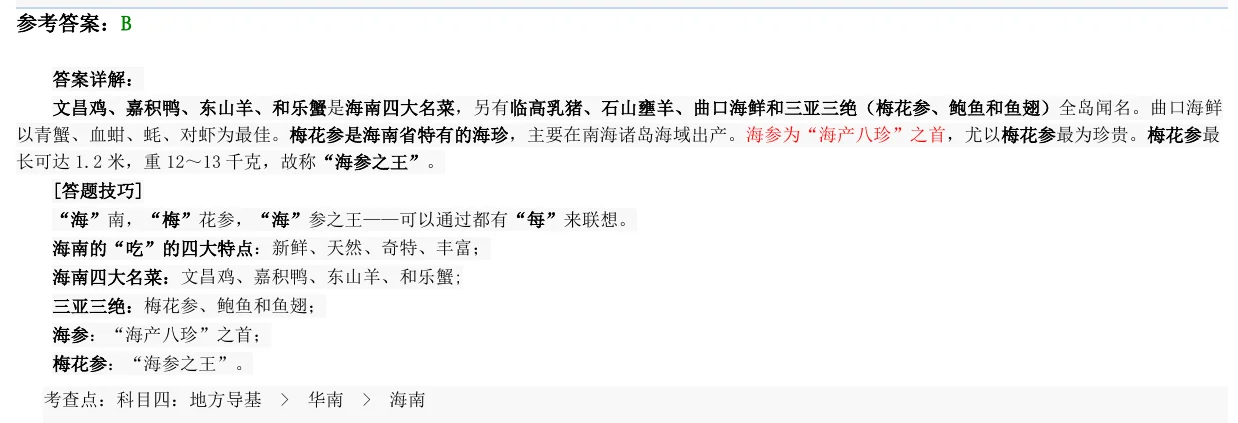 参考答案：B
答案详解：
文昌鸡、嘉积鸭、东山羊、和乐蟹是海南四大名菜，另有临高乳猪、石山壅羊、曲口海鲜和三亚三绝（梅花参、鲍鱼和鱼翅）全岛闻名。曲口海鲜
以青蟹、血蚶、蚝、对虾为最佳。梅花参是海南省特有的海珍，主要在南海诸岛海域出产。海参为“海产八珍”之首，尤以梅花参最为珍贵。梅花参最
长可达 1.2 米，重 12～13 千克，故称“海参之王”。
[答题技巧]
“海”南，“梅”花参，“海”参之王——可以通过都有“每”来联想。
海南的“吃”的四大特点：新鲜、天然、奇特、丰富；
海南四大名菜：文昌鸡、嘉积鸭、东山羊、和乐蟹;
三亚三绝：梅花参、鲍鱼和鱼翅；
海参：“海产八珍”之首；
梅花参：“海参之王”。
考查点：科目四：地方导基 > 华南 > 海南